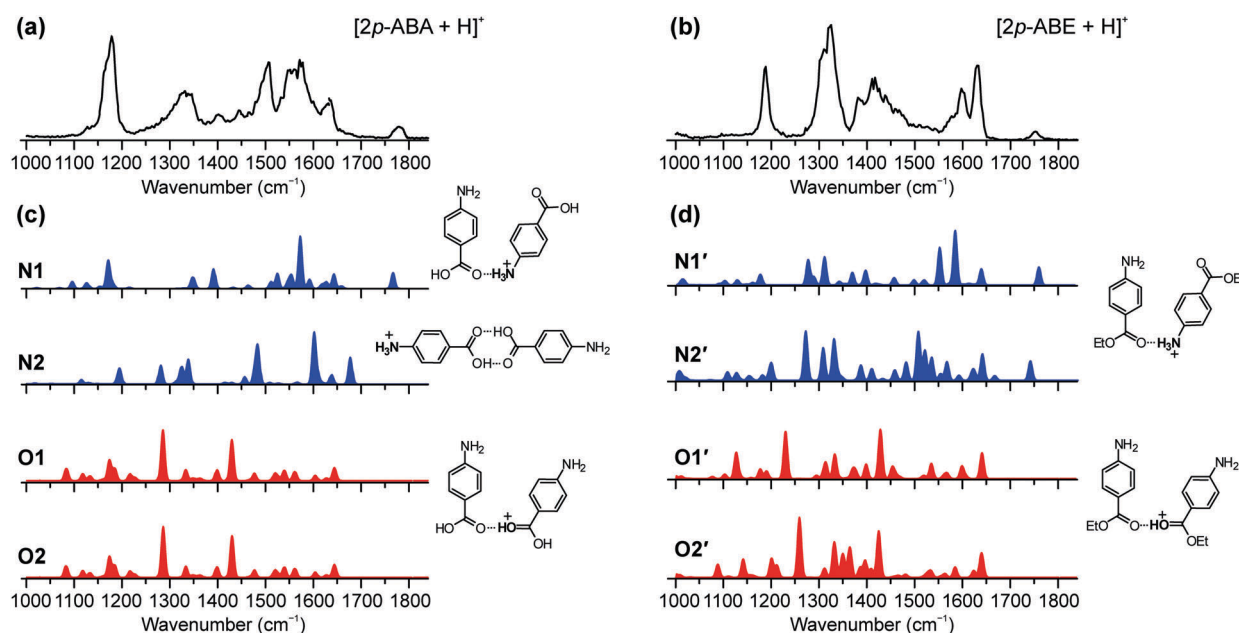 (a)
[2p-ABA + H]⁺
1000 1100 1200 1300 1400 1500 1600 1700 1800
Wavenumber (cm⁻¹)
(b)
[2p-ABE + H]⁺
1000 1100 1200 1300 1400 1500 1600 1700 1800
Wavenumber (cm⁻¹)
(c)
N1
NH₂
HO
O
H₃N
+
O
OH
N2
H₃N
+
O
HO
OH
O
NH₂
O1
NH₂
HO
O
HO
+
OH
NH₂
O2
1000 1100 1200 1300 1400 1500 1600 1700 1800
Wavenumber (cm⁻¹)
(d)
N1′
NH₂
EtO
O
H₃N
+
O
N2′
O1′
NH₂
EtO
O
HO
+
OEt
NH₂
O2′
1000 1100 1200 1300 1400 1500 1600 1700 1800
Wavenumber (cm⁻¹)